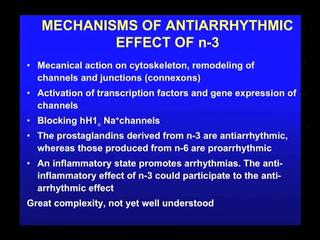 MECHANISMS OF ANTIARRHYTHMIC
EFFECT OF n-3
• Mecanical action on cytoskeleton, remodeling of
channels and junctions (connexons)
• Activation of transcription factors and gene expression of
channels
• Blocking hH1α Na+channels
• The prostaglandins derived from n-3 are antiarrhythmic,
whereas those produced from n-6 are proarrhythmic
• An inflammatory state promotes arrhythmias. The anti-
inflammatory effect of n-3 could participate to the anti-
arrhythmic effect
Great complexity, not yet well understood